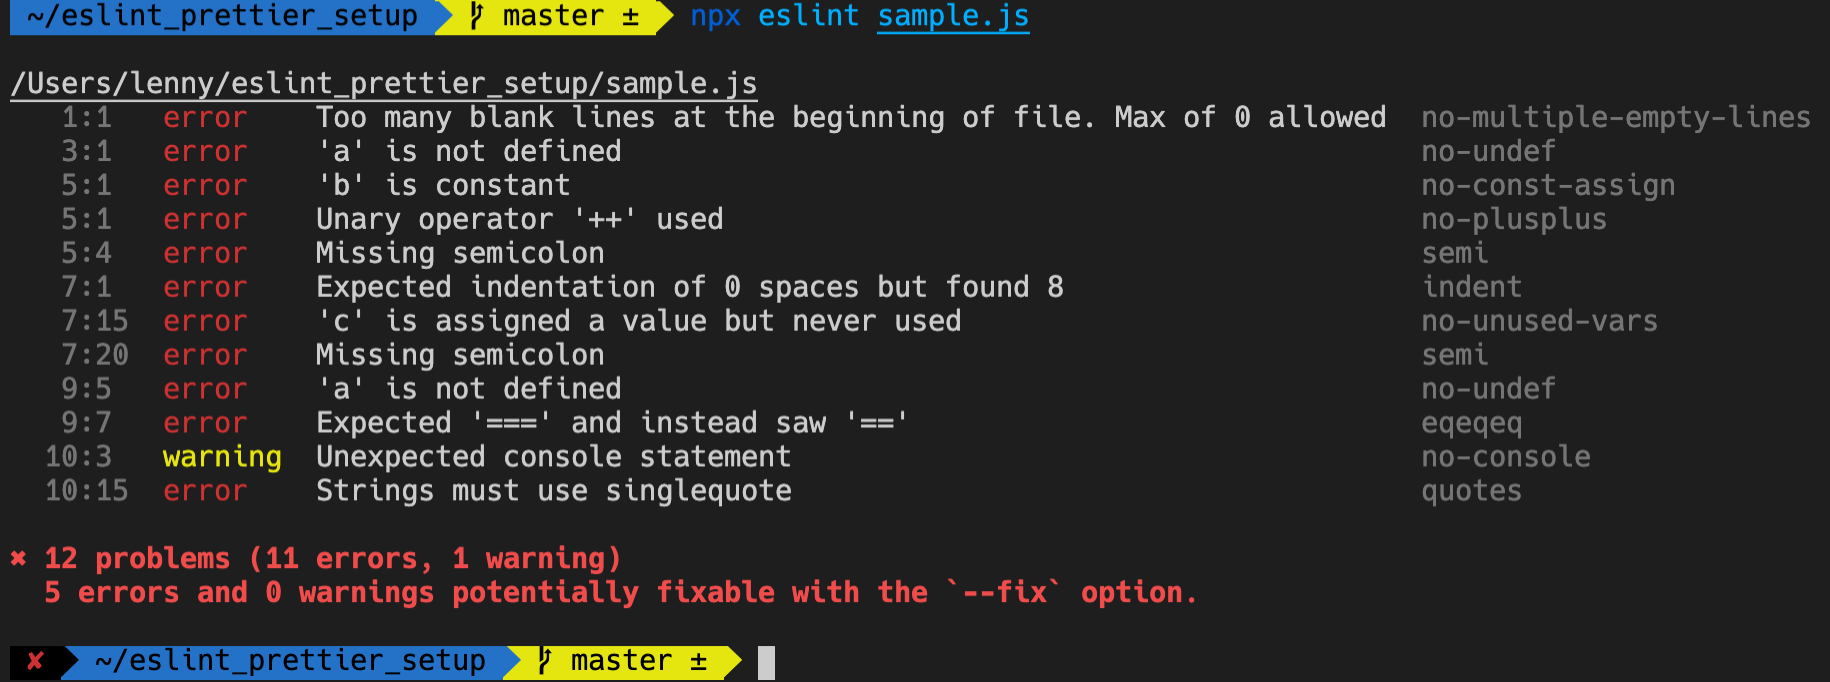 ~/eslint_prettier_setup master ± npx eslint sample.js
/Users/lenny/eslint_prettier_setup/sample.js
1:1 error Too many blank lines at the beginning of file. Max of 0 allowed no-multiple-empty-lines
3:1 error 'a' is not defined no-undef
5:1 error 'b' is constant no-const-assign
5:1 error Unary operator '++' used no-plusplus
5:4 error Missing semicolon semi
7:1 error Expected indentation of 0 spaces but found 8 indent
7:15 error 'c' is assigned a value but never used no-unused-vars
7:20 error Missing semicolon semi
9:5 error 'a' is not defined no-undef
9:7 error Expected '===' and instead saw '==' eqeqeq
10:3 warning Unexpected console statement no-console
10:15 error Strings must use singlequote quotes
✖ 12 problems (11 errors, 1 warning)
5 errors and 0 warnings potentially fixable with the `--fix` option.
✘ ~/eslint_prettier_setup master ±